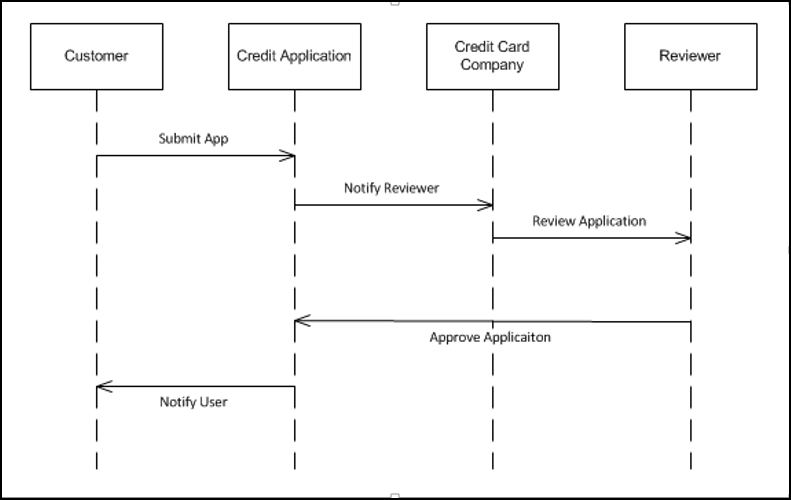 Customer
Credit Application
Credit Card
Company
Reviewer
Submit App
Notify Reviewer
Review Application
Approve Applicaiton
Notify User